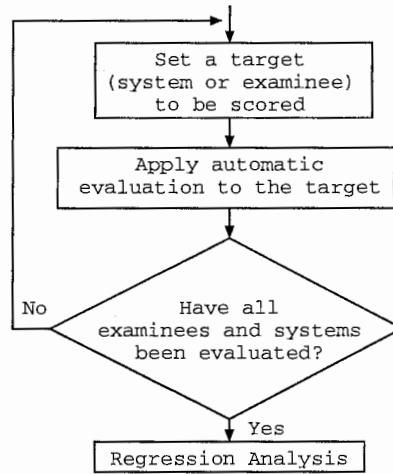 Set a target
(system or examinee)
to be scored
Apply automatic
evaluation to the target
Have all
examinees and systems
been evaluated?
No
Yes
Regression Analysis